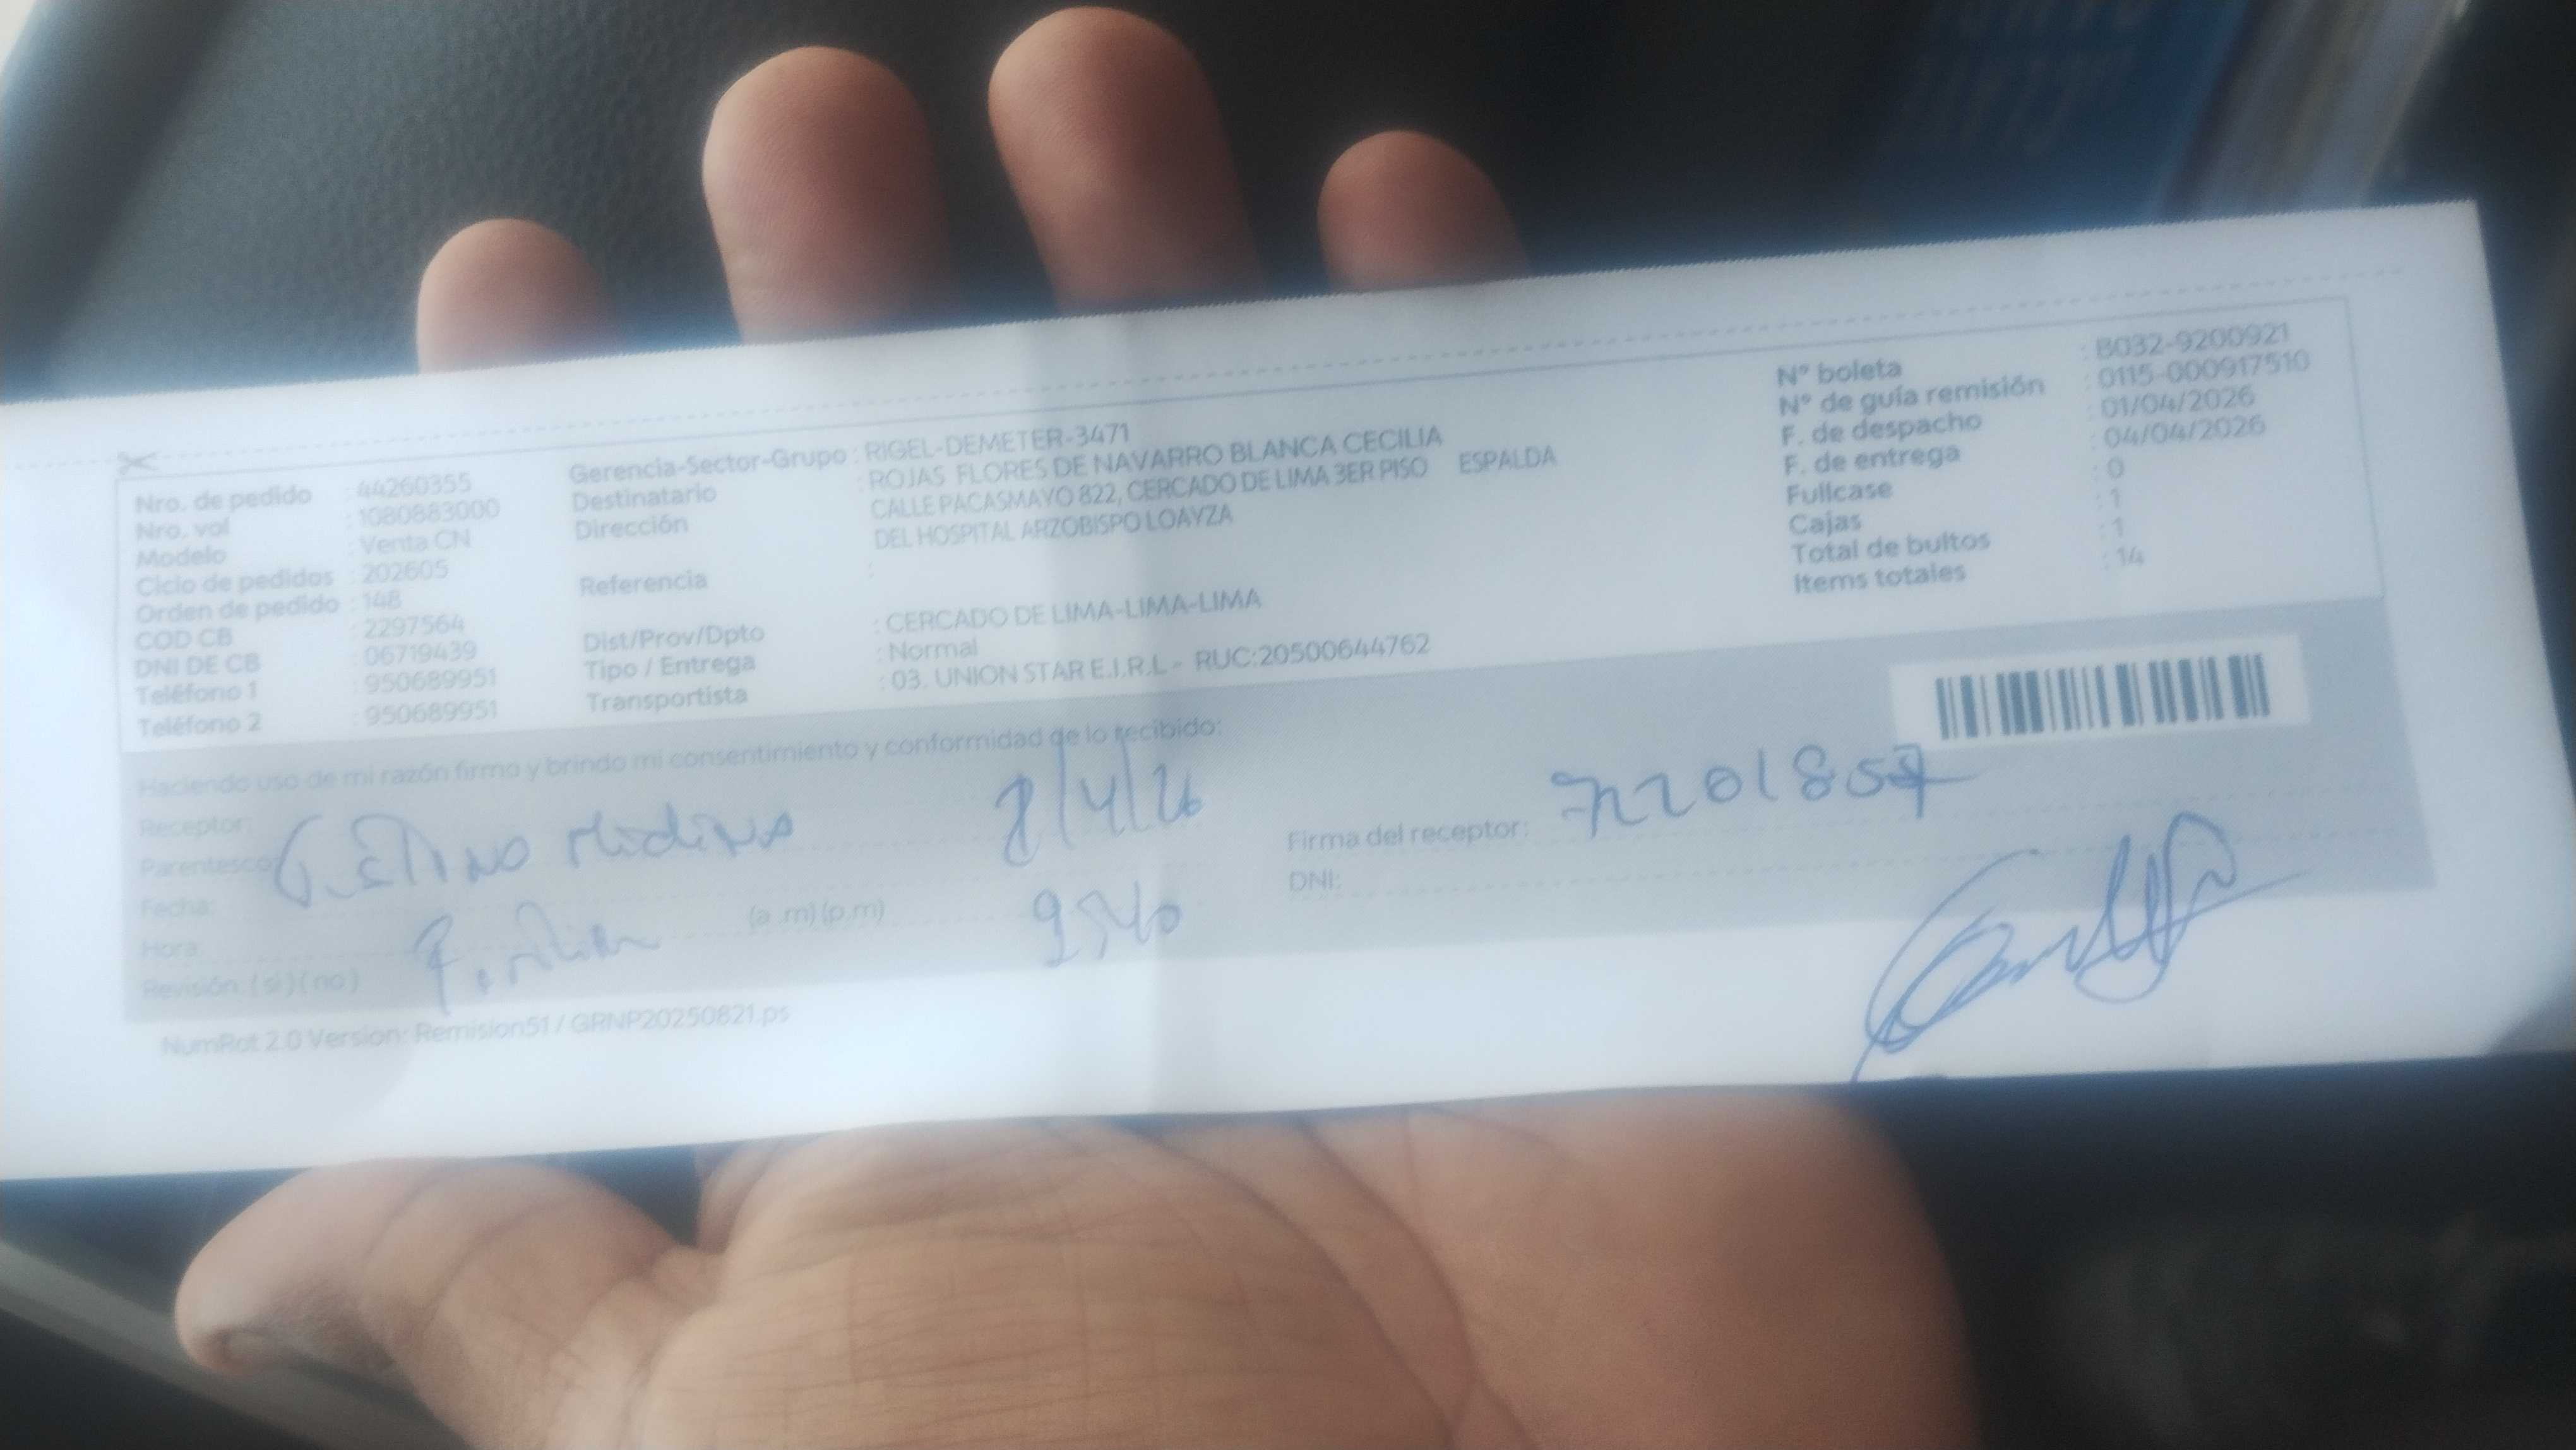 Nro. de pedido : 44260355
Nro. vol : 1080883000
Modelo : Venta CN
Ciclo de pedidos : 202605
Orden de pedido : 148
COD CB : 2297564
DNI DE CB : 06719439
Teléfono 1 : 950689951
Teléfono 2 : 950689951
Gerencia-Sector-Grupo : RIGEL-DEMETER-3471
Destinatario : ROJAS FLORES DE NAVARRO BLANCA CECILIA
Dirección : CALLE PACASMAYO 822, CERCADO DE LIMA 3ER PISO ESPALDA
DEL HOSPITAL ARZOBISPO LOAYZA
Referencia :
Dist/Prov/Dpto : CERCADO DE LIMA-LIMA-LIMA
Tipo / Entrega : Normal
Transportista : 03. UNION STAR E.I.R.L - RUC:20500644762
N° boleta : B032-9200921
N° de guía remisión : 0115-000917510
F. de despacho : 01/04/2026
F. de entrega : 04/04/2026
Fullcase : 0
Cajas : 1
Total de bultos : 1
Items totales : 14
Haciendo uso de mi razón firmo y brindo mi consentimiento y conformidad de lo recibido:
Receptor:
Parentesco:
Fecha:
Hora: (a .m) (p.m)
Revisión: ( si ) ( no )
Firma del receptor:
DNI:
NumRot 2.0 Version: Remision51 / GRNP20250821.ps